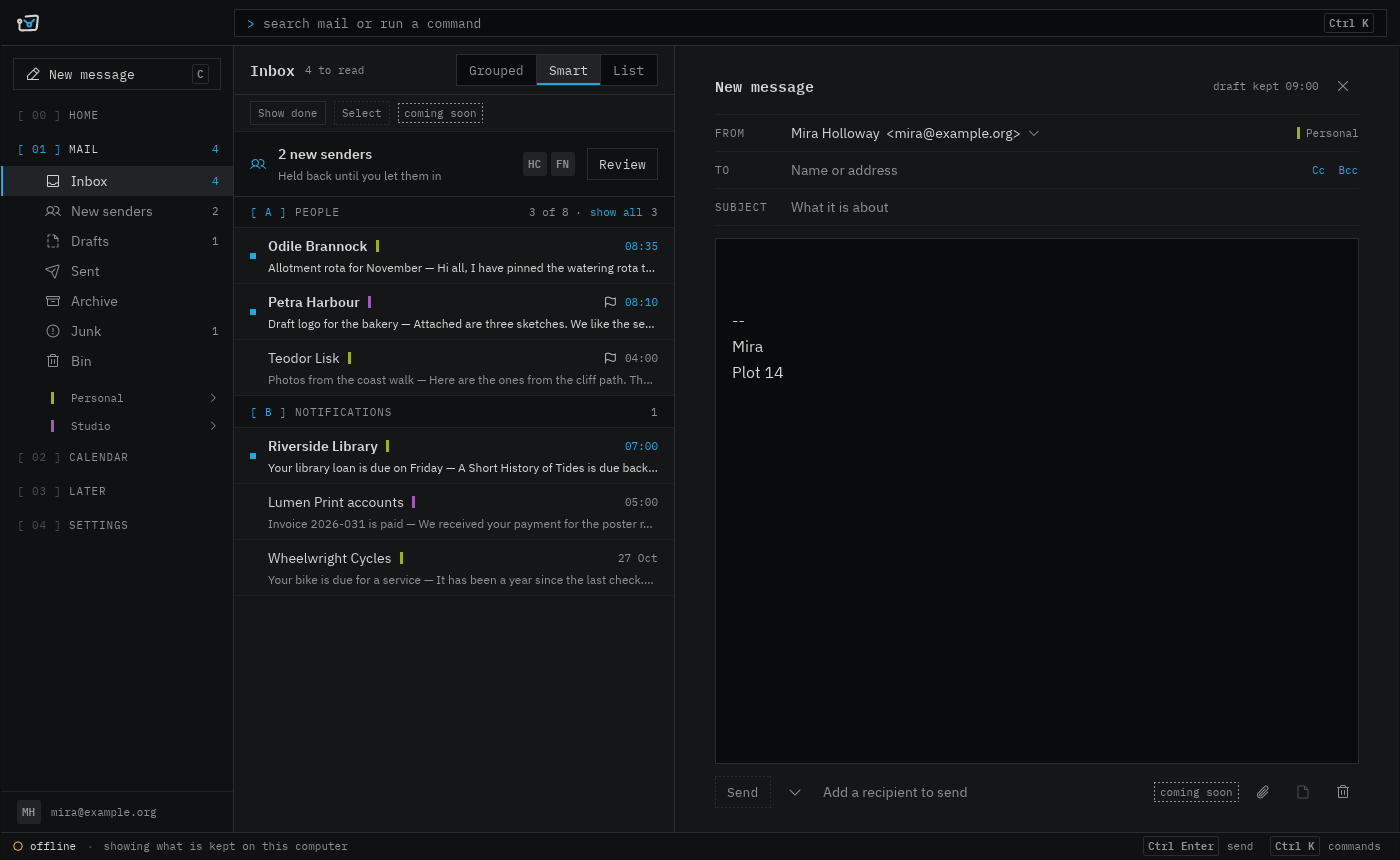 > search mail or run a command Ctrl K
New message C
[ 00 ] HOME
[ 01 ] MAIL 4
Inbox 4
New senders 2
Drafts 1
Sent
Archive
Junk 1
Bin
Personal
Studio
[ 02 ] CALENDAR
[ 03 ] LATER
[ 04 ] SETTINGS
MH mira@example.org
Inbox 4 to read Grouped Smart List
Show done Select coming soon
2 new senders
Held back until you let them in
HC FN Review
[ A ] PEOPLE 3 of 8 · show all 3
Odile Brannock 08:35
Allotment rota for November — Hi all, I have pinned the watering rota t…
Petra Harbour 08:10
Draft logo for the bakery — Attached are three sketches. We like the se…
Teodor Lisk 04:00
Photos from the coast walk — Here are the ones from the cliff path. Th…
[ B ] NOTIFICATIONS 1
Riverside Library 07:00
Your library loan is due on Friday — A Short History of Tides is due back…
Lumen Print accounts 05:00
Invoice 2026-031 is paid — We received your payment for the poster r…
Wheelwright Cycles 27 Oct
Your bike is due for a service — It has been a year since the last check.…
New message draft kept 09:00
FROM Mira Holloway <mira@example.org> Personal
TO Name or address Cc Bcc
SUBJECT What it is about
--
Mira
Plot 14
Send Add a recipient to send coming soon
offline · showing what is kept on this computer Ctrl Enter send Ctrl K commands